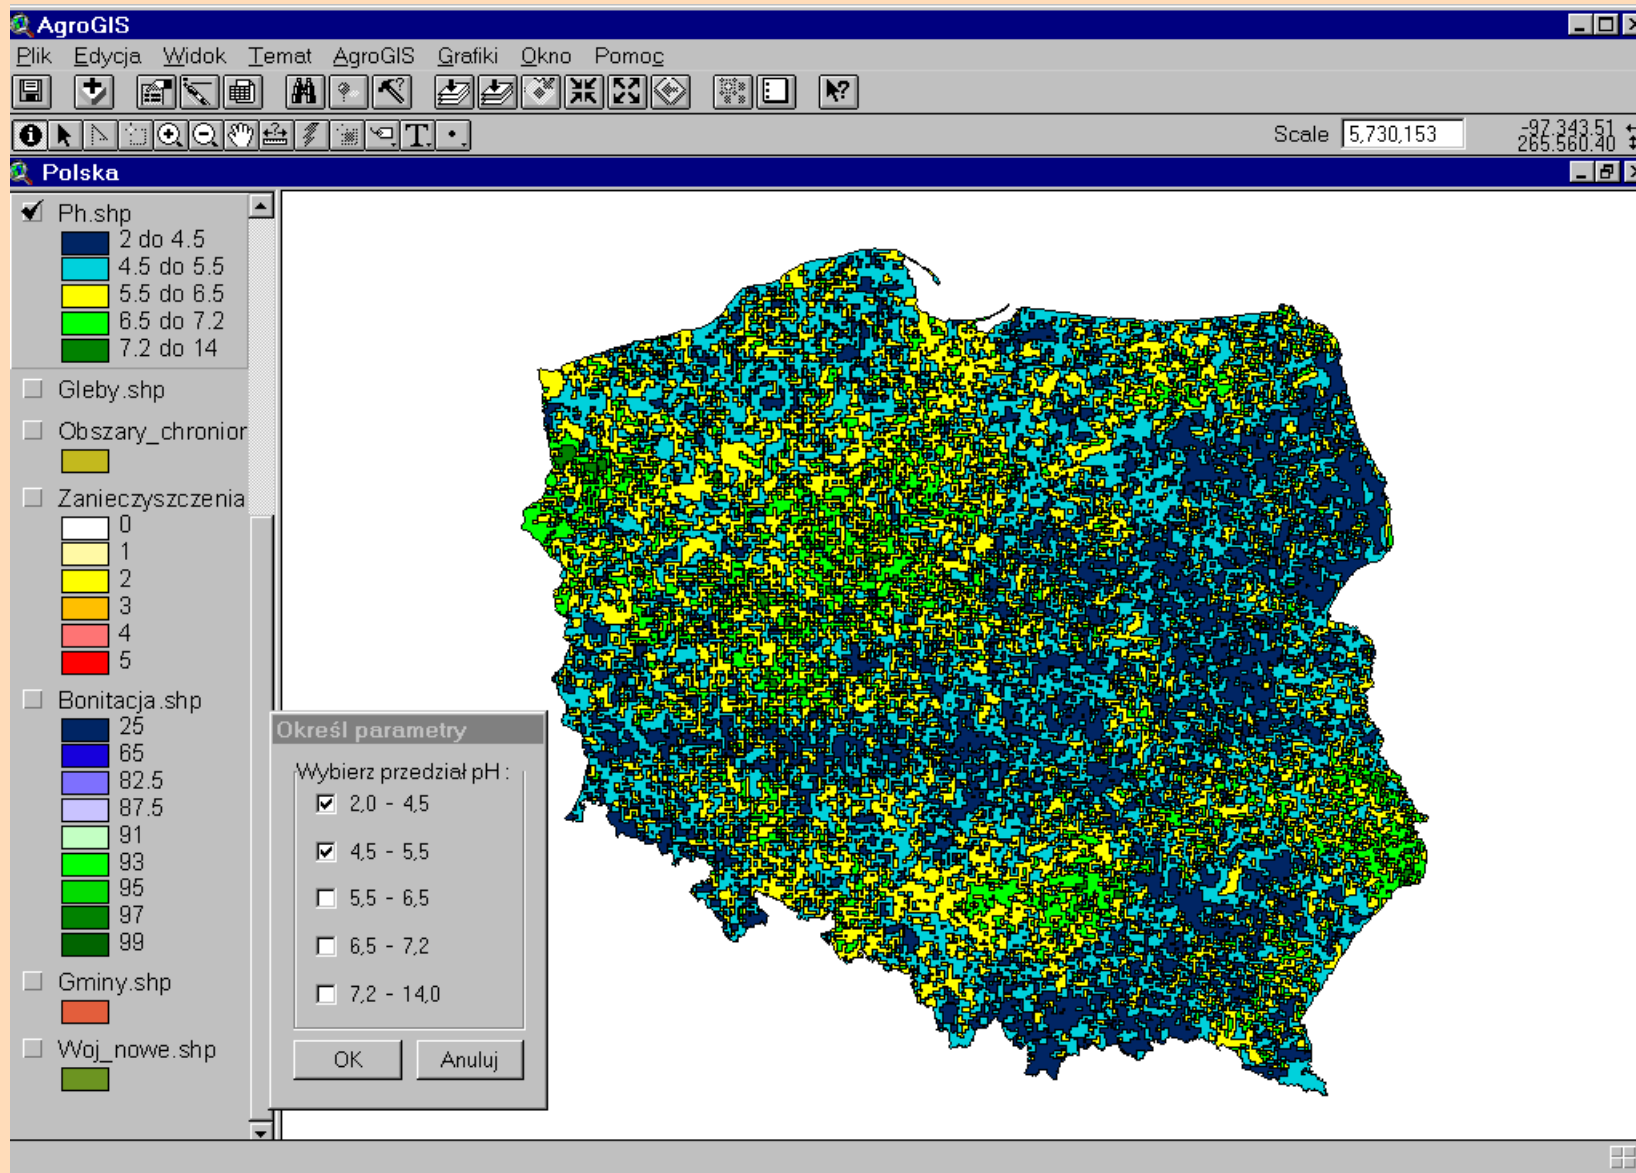 AgroGIS
Plik Edycja Widok Temat AgroGIS Grafiki Okno Pomoc
Scale 5,730,153
-97.343.51
265.560.40
Polska
Ph.shp
2 do 4.5
4.5 do 5.5
5.5 do 6.5
6.5 do 7.2
7.2 do 14
Gleby.shp
Obszary_chronior
Zanieczyszczenia
0
1
2
3
4
5
Bonitacja.shp
25
65
82.5
87.5
91
93
95
97
99
Gminy.shp
Woj_nowe.shp
Określ parametry
Wybierz przedział pH :
2,0 - 4,5
4,5 - 5,5
5,5 - 6,5
6,5 - 7,2
7,2 - 14,0
OK Anuluj